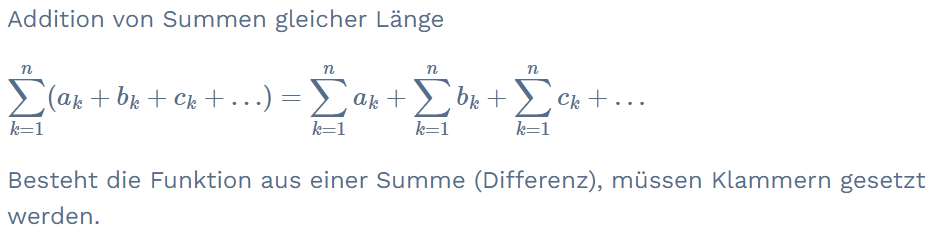 Addition von Summen gleicher Länge
\sum_{k=1}^{n}(a_k + b_k + c_k + \ldots) = \sum_{k=1}^{n} a_k + \sum_{k=1}^{n} b_k + \sum_{k=1}^{n} c_k + \ldots
Besteht die Funktion aus einer Summe (Differenz), müssen Klammern gesetzt
werden.